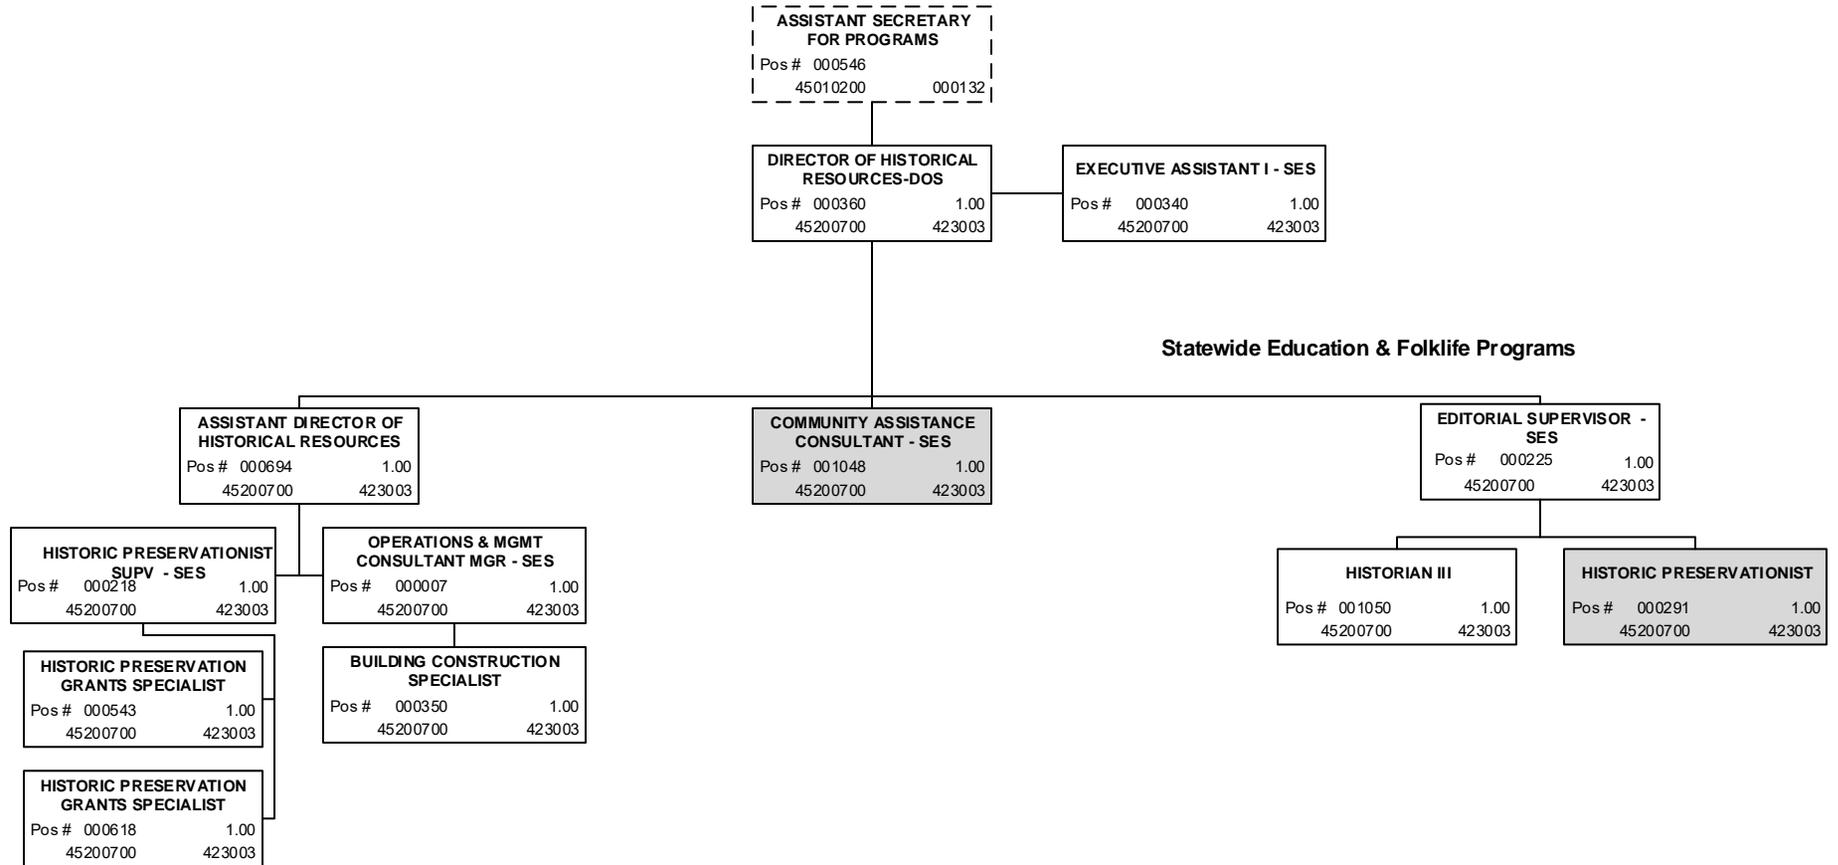 ASSISTANT SECRETARY
FOR PROGRAMS
Pos # 000546
45010200 000132
DIRECTOR OF HISTORICAL
RESOURCES-DOS
Pos # 000360 1.00
45200700 423003
EXECUTIVE ASSISTANT I - SES
Pos # 000340 1.00
45200700 423003
Statewide Education & Folklife Programs
ASSISTANT DIRECTOR OF
HISTORICAL RESOURCES
Pos # 000694 1.00
45200700 423003
COMMUNITY ASSISTANCE
CONSULTANT - SES
Pos # 001048 1.00
45200700 423003
EDITORIAL SUPERVISOR -
SES
Pos # 000225 1.00
45200700 423003
HISTORIC PRESERVATIONIST
SUPV - SES
Pos # 000218 1.00
45200700 423003
OPERATIONS & MGMT
CONSULTANT MGR - SES
Pos # 000007 1.00
45200700 423003
HISTORIAN III
Pos # 001050 1.00
45200700 423003
HISTORIC PRESERVATIONIST
Pos # 000291 1.00
45200700 423003
HISTORIC PRESERVATION
GRANTS SPECIALIST
Pos # 000543 1.00
45200700 423003
BUILDING CONSTRUCTION
SPECIALIST
Pos # 000350 1.00
45200700 423003
HISTORIC PRESERVATION
GRANTS SPECIALIST
Pos # 000618 1.00
45200700 423003